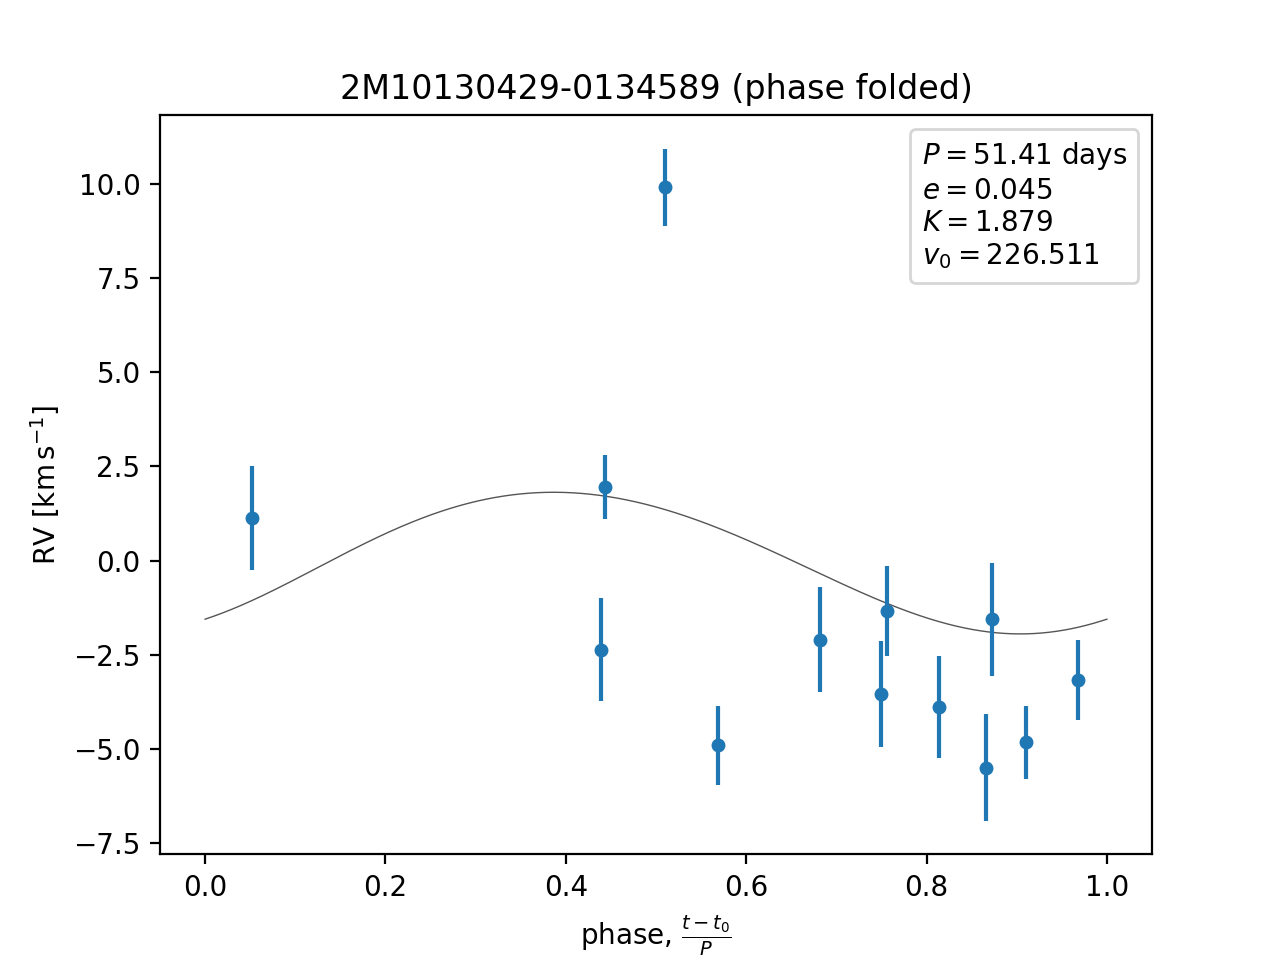 2M10130429-0134589 (phase folded)
P = 51.41 days
e = 0.045
K = 1.879
v₀ = 226.511
10.0
7.5
5.0
2.5
0.0
−2.5
−5.0
−7.5
RV [km s⁻¹]
0.0 0.2 0.4 0.6 0.8 1.0
phase, (t − t₀)/P